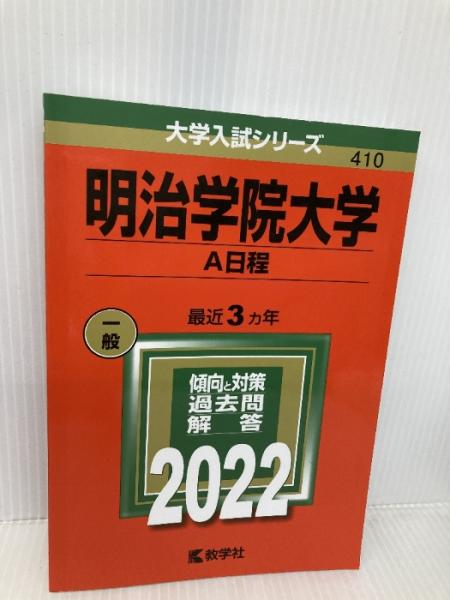 大学入試シリーズ
410
明治学院大学
A日程
最近3ヵ年
一般
傾向と対策
過去問
解答
2022
教学社